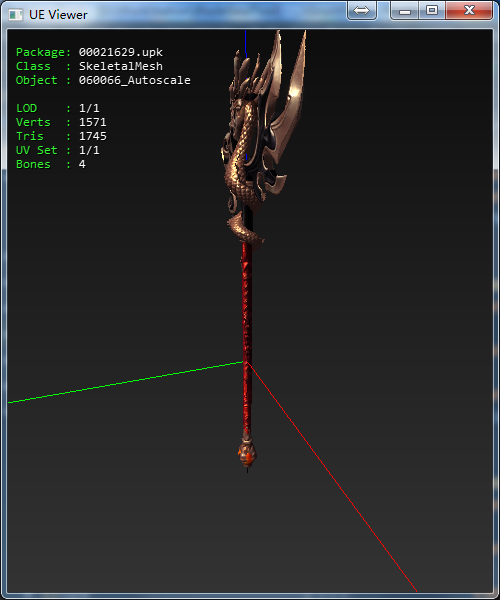 UE Viewer
Package: 00021629.upk
Class  : SkeletalMesh
Object : 060066_Autoscale
LOD    : 1/1
Verts  : 1571
Tris   : 1745
UV Set : 1/1
Bones  : 4